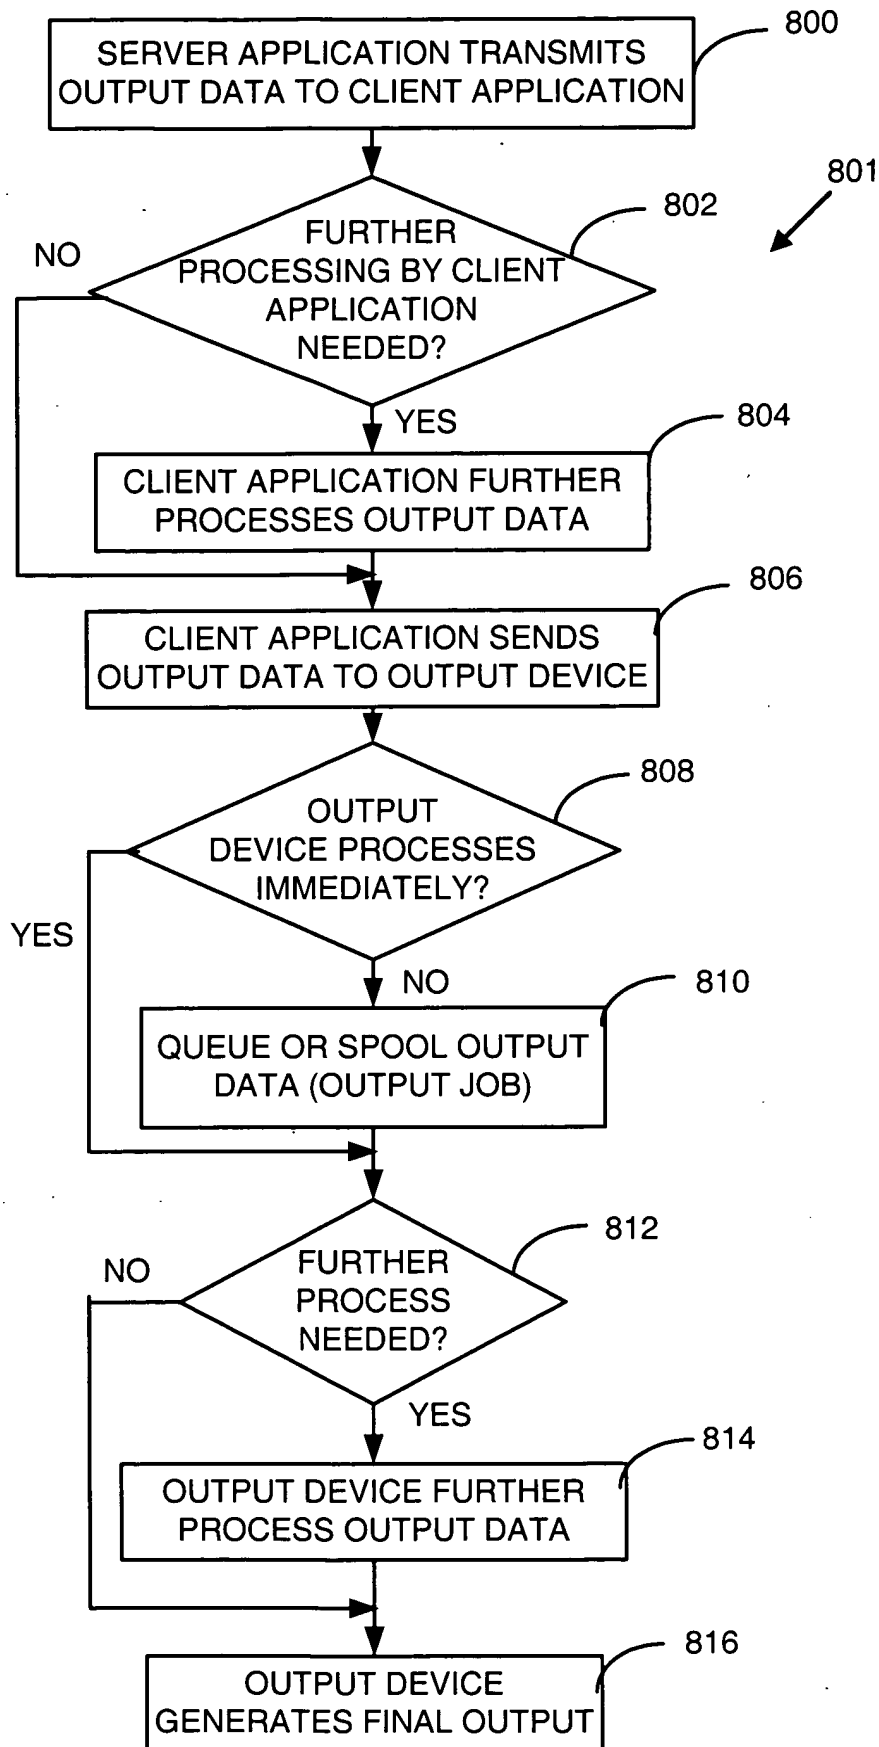 800
SERVER APPLICATION TRANSMITS
OUTPUT DATA TO CLIENT APPLICATION
801
802
NO
FURTHER
PROCESSING BY CLIENT
APPLICATION
NEEDED?
YES
804
CLIENT APPLICATION FURTHER
PROCESSES OUTPUT DATA
806
CLIENT APPLICATION SENDS
OUTPUT DATA TO OUTPUT DEVICE
808
OUTPUT
DEVICE PROCESSES
IMMEDIATELY?
YES
NO
810
QUEUE OR SPOOL OUTPUT
DATA (OUTPUT JOB)
812
NO
FURTHER
PROCESS
NEEDED?
YES
814
OUTPUT DEVICE FURTHER
PROCESS OUTPUT DATA
816
OUTPUT DEVICE
GENERATES FINAL OUTPUT